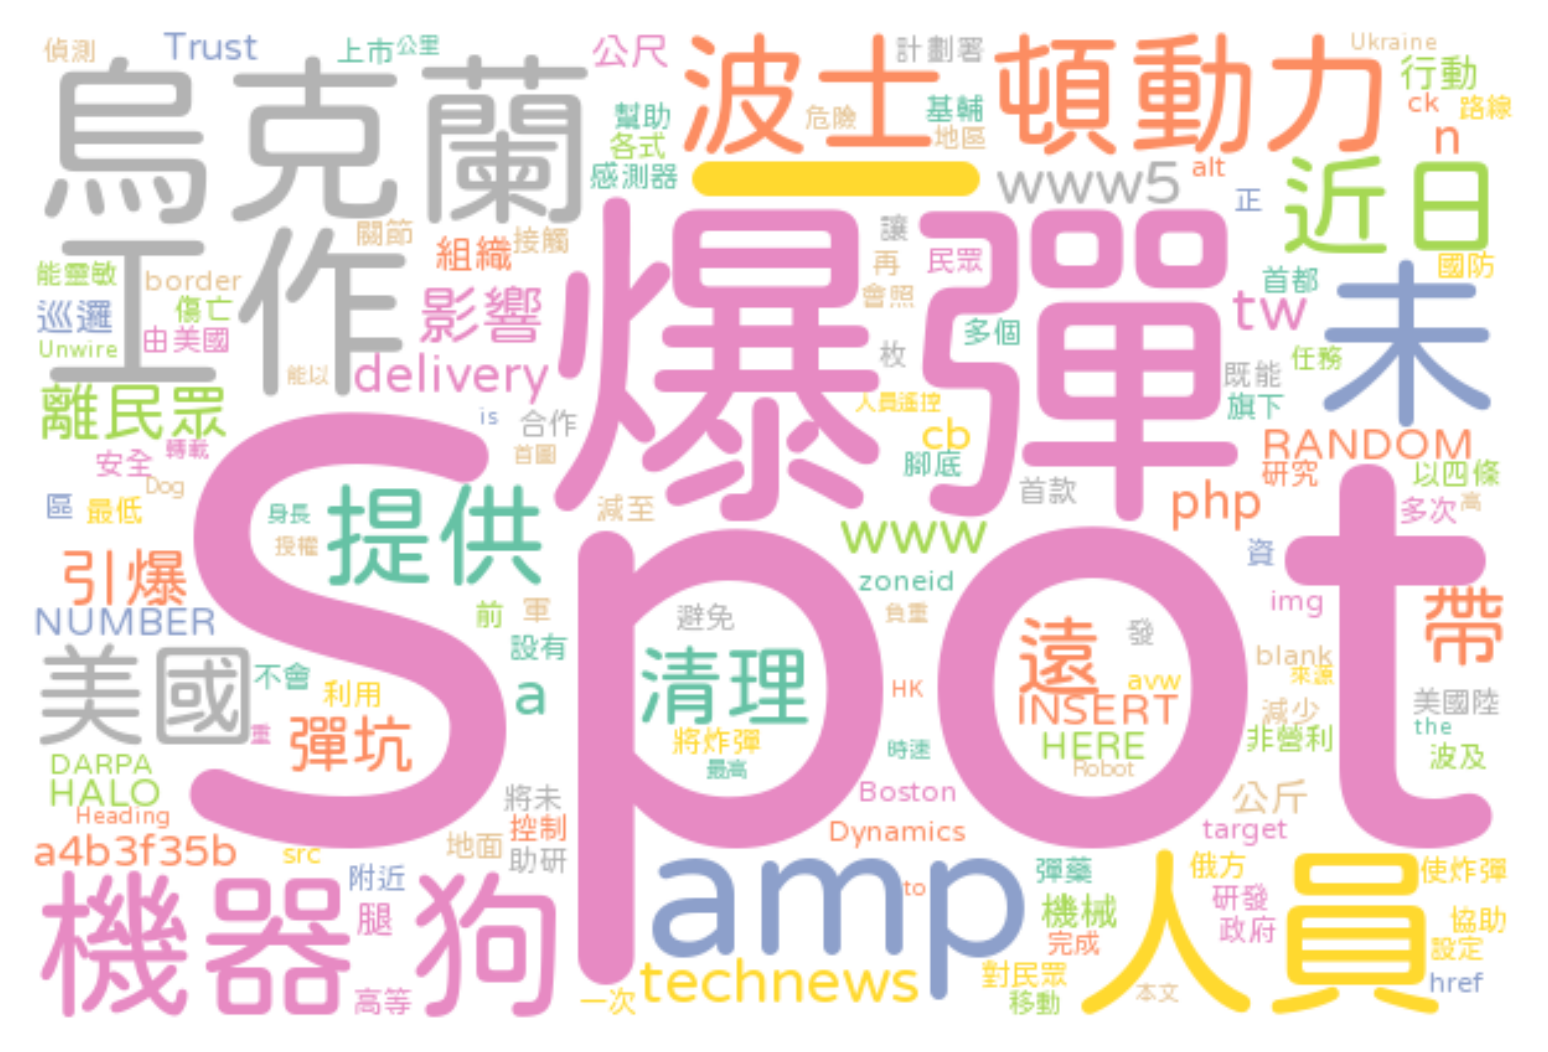 偵測
Trust
上市
公里
公尺
波士頓動力
計劃署
Ukraine
行動
烏克蘭
幫助
危險
基輔
ck
路線
各式
地區
n
感測器
一
www5
alt
近日
正
關節
組織
接觸
爆彈
讓
民眾
再
國防
能靈敏
border
工作
影響
會照
首都
巡邏
傷亡
多個
tw
未
由美國
Unwire
枚
任務
能以
delivery
既能
離民眾
人員遙控
旗下
is
合作
cb
RANDOM
安全
轉載
首圖
腳底
研究
以四條
Dog
Spot
首款
php
區
最低
身長
提供
減至
多次
高
授權
www
資
引爆
zoneid
img
NUMBER
前
軍
避免
負重
遠
發
帶
美國
不會
設有
清理
blank
來源
利用
a
HK
avw
INSERT
減少
美國陸
重
彈坑
將炸彈
時速
HERE
非營利
the
DARPA
最高
Robot
波及
HALO
將未
Boston
公斤
Heading
控制
Dynamics
target
a4b3f35b
src
地面
助研
機器狗
附近
amp
to
彈藥
人員
俄方
使炸彈
腿
機械
研發
協助
完成
政府
設定
technews
對民眾
href
高等
一次
移動
本文